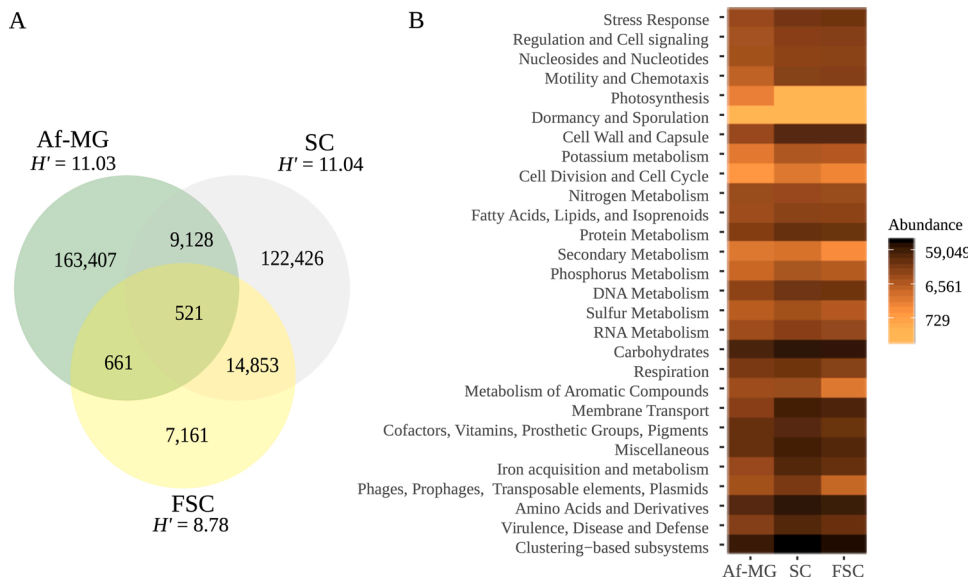 A
Af-MG
H' = 11.03
SC
H' = 11.04
163,407
9,128
122,426
521
661
14,853
7,161
FSC
H' = 8.78
B
Stress Response
Regulation and Cell signaling
Nucleosides and Nucleotides
Motility and Chemotaxis
Photosynthesis
Dormancy and Sporulation
Cell Wall and Capsule
Potassium metabolism
Cell Division and Cell Cycle
Nitrogen Metabolism
Fatty Acids, Lipids, and Isoprenoids
Protein Metabolism
Secondary Metabolism
Phosphorus Metabolism
DNA Metabolism
Sulfur Metabolism
RNA Metabolism
Carbohydrates
Respiration
Metabolism of Aromatic Compounds
Membrane Transport
Cofactors, Vitamins, Prosthetic Groups, Pigments
Miscellaneous
Iron acquisition and metabolism
Phages, Prophages, Transposable elements, Plasmids
Amino Acids and Derivatives
Virulence, Disease and Defense
Clustering−based subsystems
Af-MG SC FSC
Abundance
59,049
6,561
729